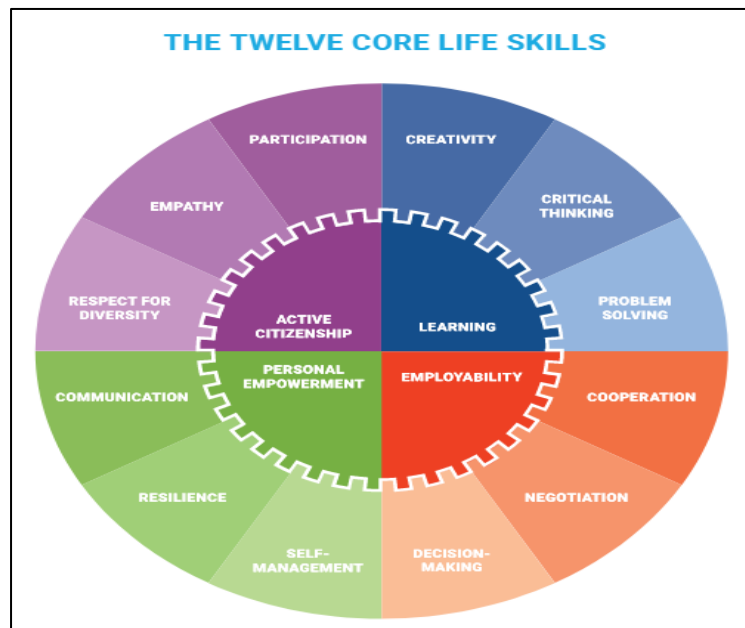 THE TWELVE CORE LIFE SKILLS
PARTICIPATION
CREATIVITY
EMPATHY
CRITICAL
THINKING
RESPECT FOR
DIVERSITY
ACTIVE
CITIZENSHIP
LEARNING
PROBLEM
SOLVING
COMMUNICATION
PERSONAL
EMPOWERMENT
EMPLOYABILITY
COOPERATION
RESILIENCE
NEGOTIATION
SELF-
MANAGEMENT
DECISION-
MAKING